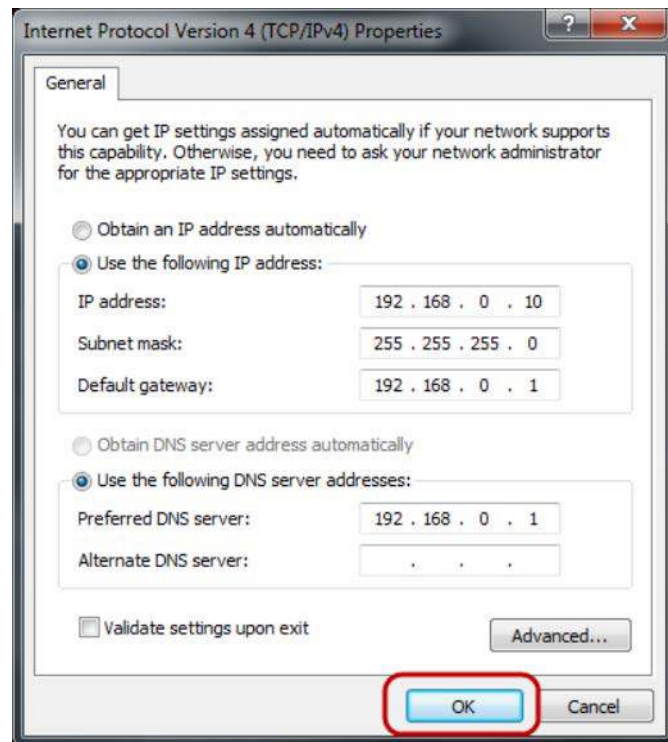 Internet Protocol Version 4 (TCP/IPv4) Properties
?
X
General
You can get IP settings assigned automatically if your network supports
this capability. Otherwise, you need to ask your network administrator
for the appropriate IP settings.
Obtain an IP address automatically
Use the following IP address:
IP address: 192 . 168 . 0 . 10
Subnet mask: 255 . 255 . 255 . 0
Default gateway: 192 . 168 . 0 . 1
Obtain DNS server address automatically
Use the following DNS server addresses:
Preferred DNS server: 192 . 168 . 0 . 1
Alternate DNS server: . . .
Validate settings upon exit
Advanced...
OK Cancel